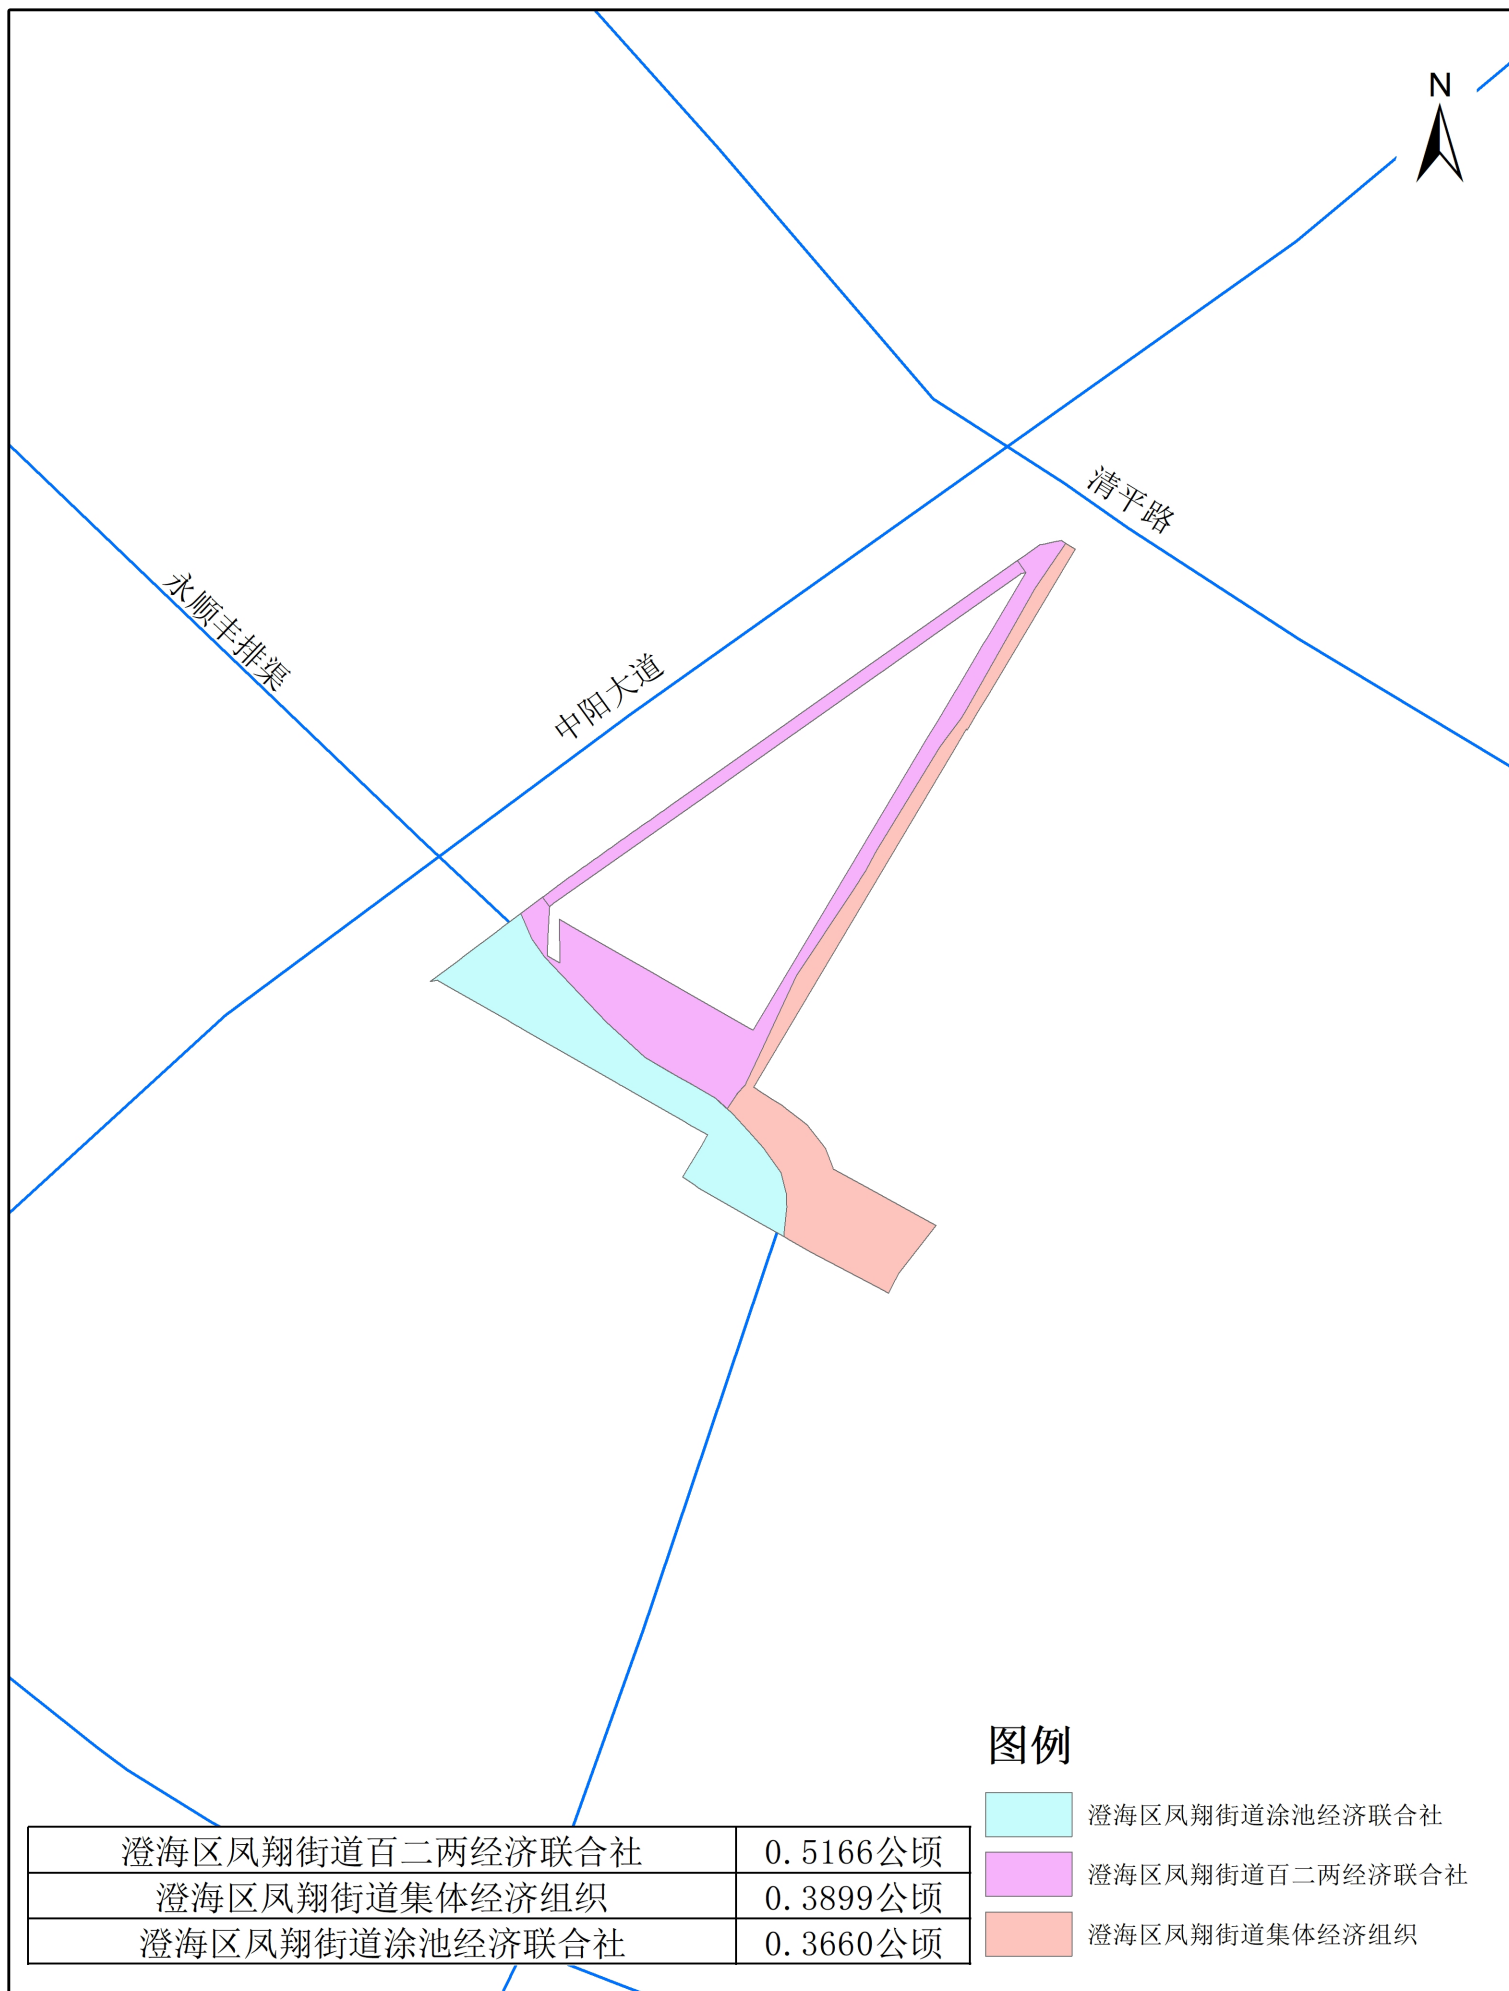 N
清平路
永顺丰排渠
中阳大道
图例
澄海区凤翔街道涂池经济联合社
澄海区凤翔街道百二两经济联合社
澄海区凤翔街道集体经济组织
澄海区凤翔街道百二两经济联合社 0.5166公顷
澄海区凤翔街道集体经济组织 0.3899公顷
澄海区凤翔街道涂池经济联合社 0.3660公顷